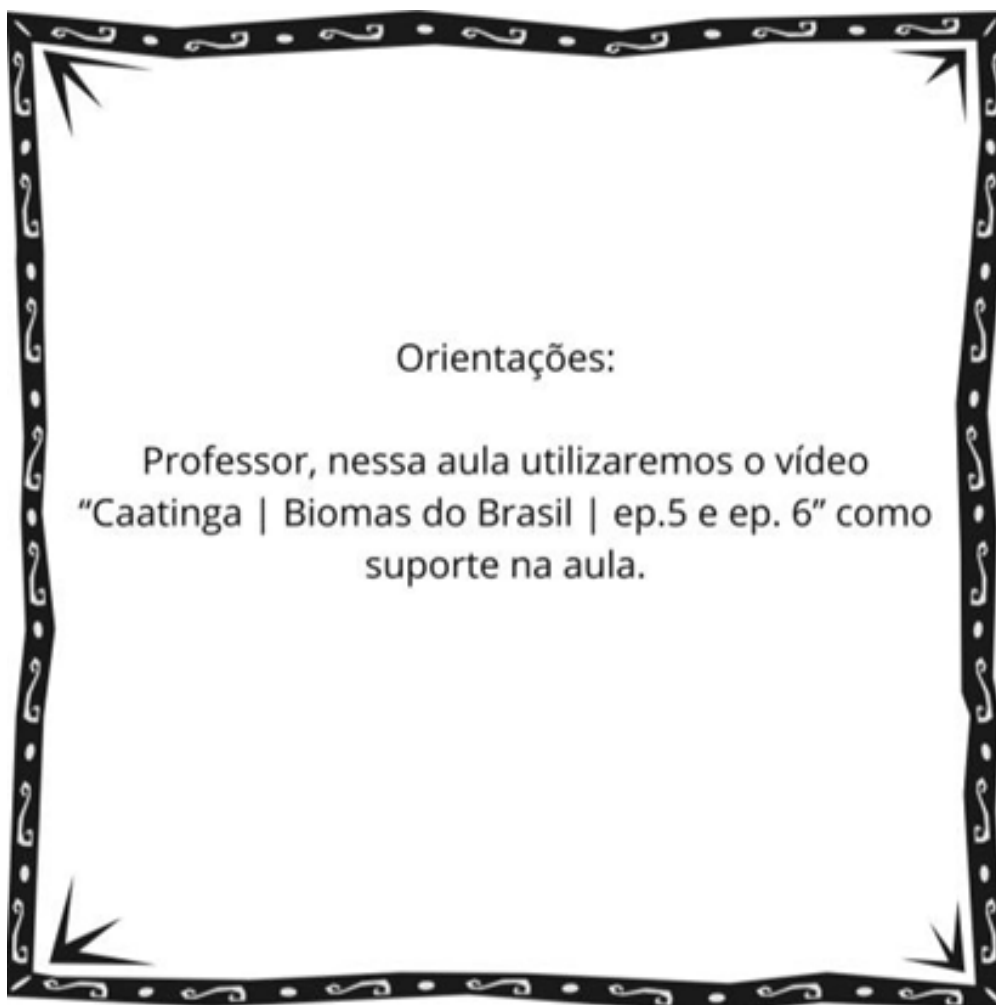 Orientações:
Professor, nessa aula utilizaremos o vídeo
“Caatinga | Biomas do Brasil | ep.5 e ep. 6” como
suporte na aula.